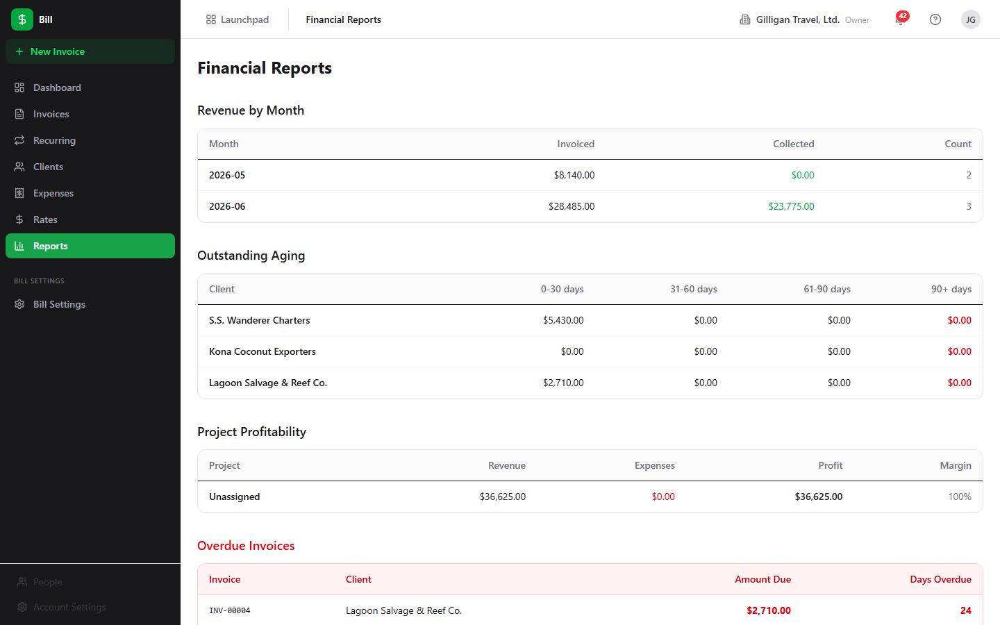 Bill
New Invoice
Dashboard
Invoices
Recurring
Clients
Expenses
Rates
Reports
BILL SETTINGS
Bill Settings
People
Account Settings
Launchpad
Financial Reports
Gilligan Travel, Ltd. Owner
42
JG
Financial Reports
Revenue by Month
Month Invoiced Collected Count
2026-05 $8,140.00 $0.00 2
2026-06 $28,485.00 $23,775.00 3
Outstanding Aging
Client 0-30 days 31-60 days 61-90 days 90+ days
S.S. Wanderer Charters $5,430.00 $0.00 $0.00 $0.00
Kona Coconut Exporters $0.00 $0.00 $0.00 $0.00
Lagoon Salvage & Reef Co. $2,710.00 $0.00 $0.00 $0.00
Project Profitability
Project Revenue Expenses Profit Margin
Unassigned $36,625.00 $0.00 $36,625.00 100%
Overdue Invoices
Invoice Client Amount Due Days Overdue
INV-00004 Lagoon Salvage & Reef Co. $2,710.00 24